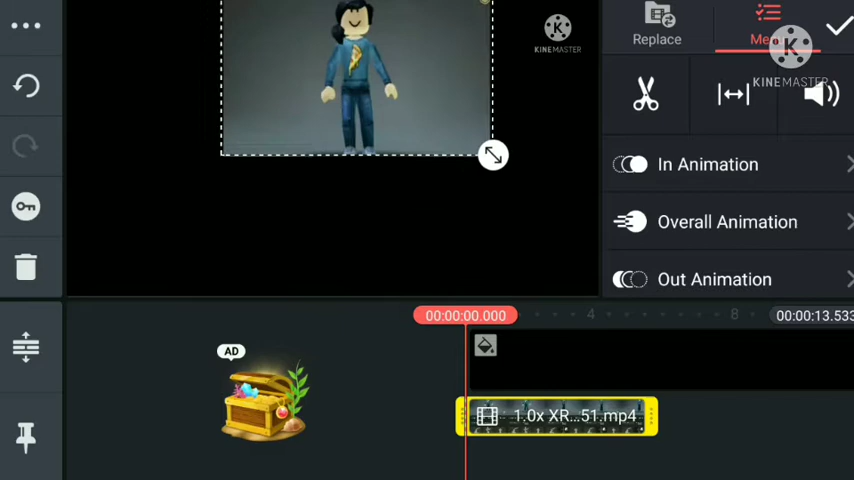 Replace
Menu
KINEMASTER
KINEMASTER
In Animation
Overall Animation
Out Animation
00:00:00.000
4
8
00:00:13.533
AD
1.0x XR...51.mp4